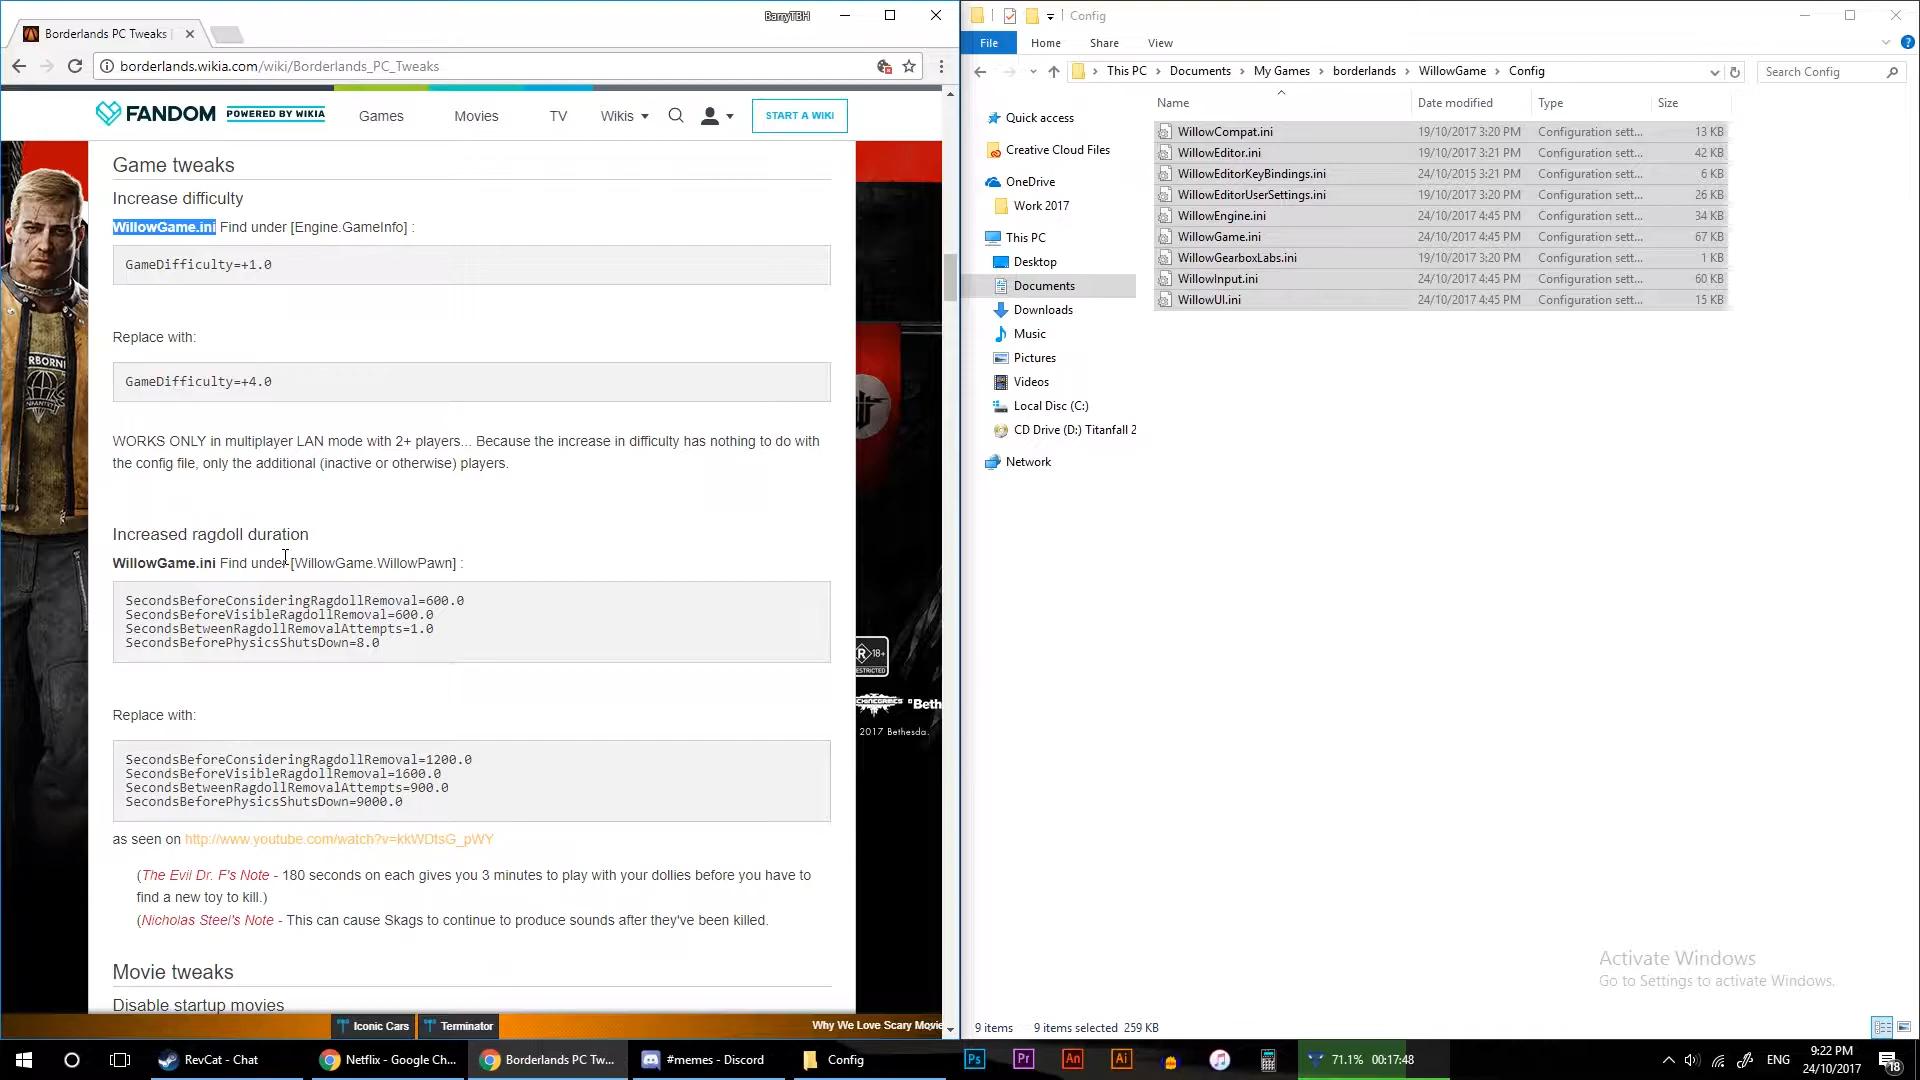 BarryTBH
Borderlands PC Tweaks |
borderlands.wikia.com/wiki/Borderlands_PC_Tweaks
FANDOM POWERED BY WIKIA Games Movies TV Wikis START A WIKI
Game tweaks
Increase difficulty
WillowGame.ini Find under [Engine.GameInfo] :
GameDifficulty=+1.0
Replace with:
GameDifficulty=+4.0
WORKS ONLY in multiplayer LAN mode with 2+ players... Because the increase in difficulty has nothing to do with
the config file, only the additional (inactive or otherwise) players.
Increased ragdoll duration
WillowGame.ini Find under [WillowGame.WillowPawn] :
SecondsBeforeConsideringRagdollRemoval=600.0
SecondsBeforeVisibleRagdollRemoval=600.0
SecondsBetweenRagdollRemovalAttempts=1.0
SecondsBeforePhysicsShutsDown=8.0
Replace with:
SecondsBeforeConsideringRagdollRemoval=1200.0
SecondsBeforeVisibleRagdollRemoval=1600.0
SecondsBetweenRagdollRemovalAttempts=900.0
SecondsBeforePhysicsShutsDown=9000.0
as seen on http://www.youtube.com/watch?v=kkWDtsG_pWY
(The Evil Dr. F's Note - 180 seconds on each gives you 3 minutes to play with your dollies before you have to
find a new toy to kill.)
(Nicholas Steel's Note - This can cause Skags to continue to produce sounds after they've been killed.
Movie tweaks
Disable startup movies
R 18+
RESTRICTED
Beth
2017 Bethesda.
Iconic Cars Terminator Why We Love Scary Movie
Config
File Home Share View
This PC Documents My Games borderlands WillowGame Config Search Config
Name Date modified Type Size
Quick access
Creative Cloud Files
OneDrive
Work 2017
This PC
Desktop
Documents
Downloads
Music
Pictures
Videos
Local Disc (C:)
CD Drive (D:) Titanfall 2
Network
WillowCompat.ini 19/10/2017 3:20 PM Configuration sett... 13 KB
WillowEditor.ini 19/10/2017 3:21 PM Configuration sett... 42 KB
WillowEditorKeyBindings.ini 24/10/2015 3:21 PM Configuration sett... 6 KB
WillowEditorUserSettings.ini 19/10/2017 3:20 PM Configuration sett... 26 KB
WillowEngine.ini 24/10/2017 4:45 PM Configuration sett... 34 KB
WillowGame.ini 24/10/2017 4:45 PM Configuration sett... 67 KB
WillowGearboxLabs.ini 19/10/2017 3:20 PM Configuration sett... 1 KB
WillowInput.ini 24/10/2017 4:45 PM Configuration sett... 60 KB
WillowUI.ini 24/10/2017 4:45 PM Configuration sett... 15 KB
Activate Windows
Go to Settings to activate Windows.
9 items 9 items selected 259 KB
RevCat - Chat Netflix - Google Ch... Borderlands PC Tw... #memes - Discord Config Ps Pr An Ai 71.1% 00:17:48 ENG 9:22 PM
24/10/2017 18